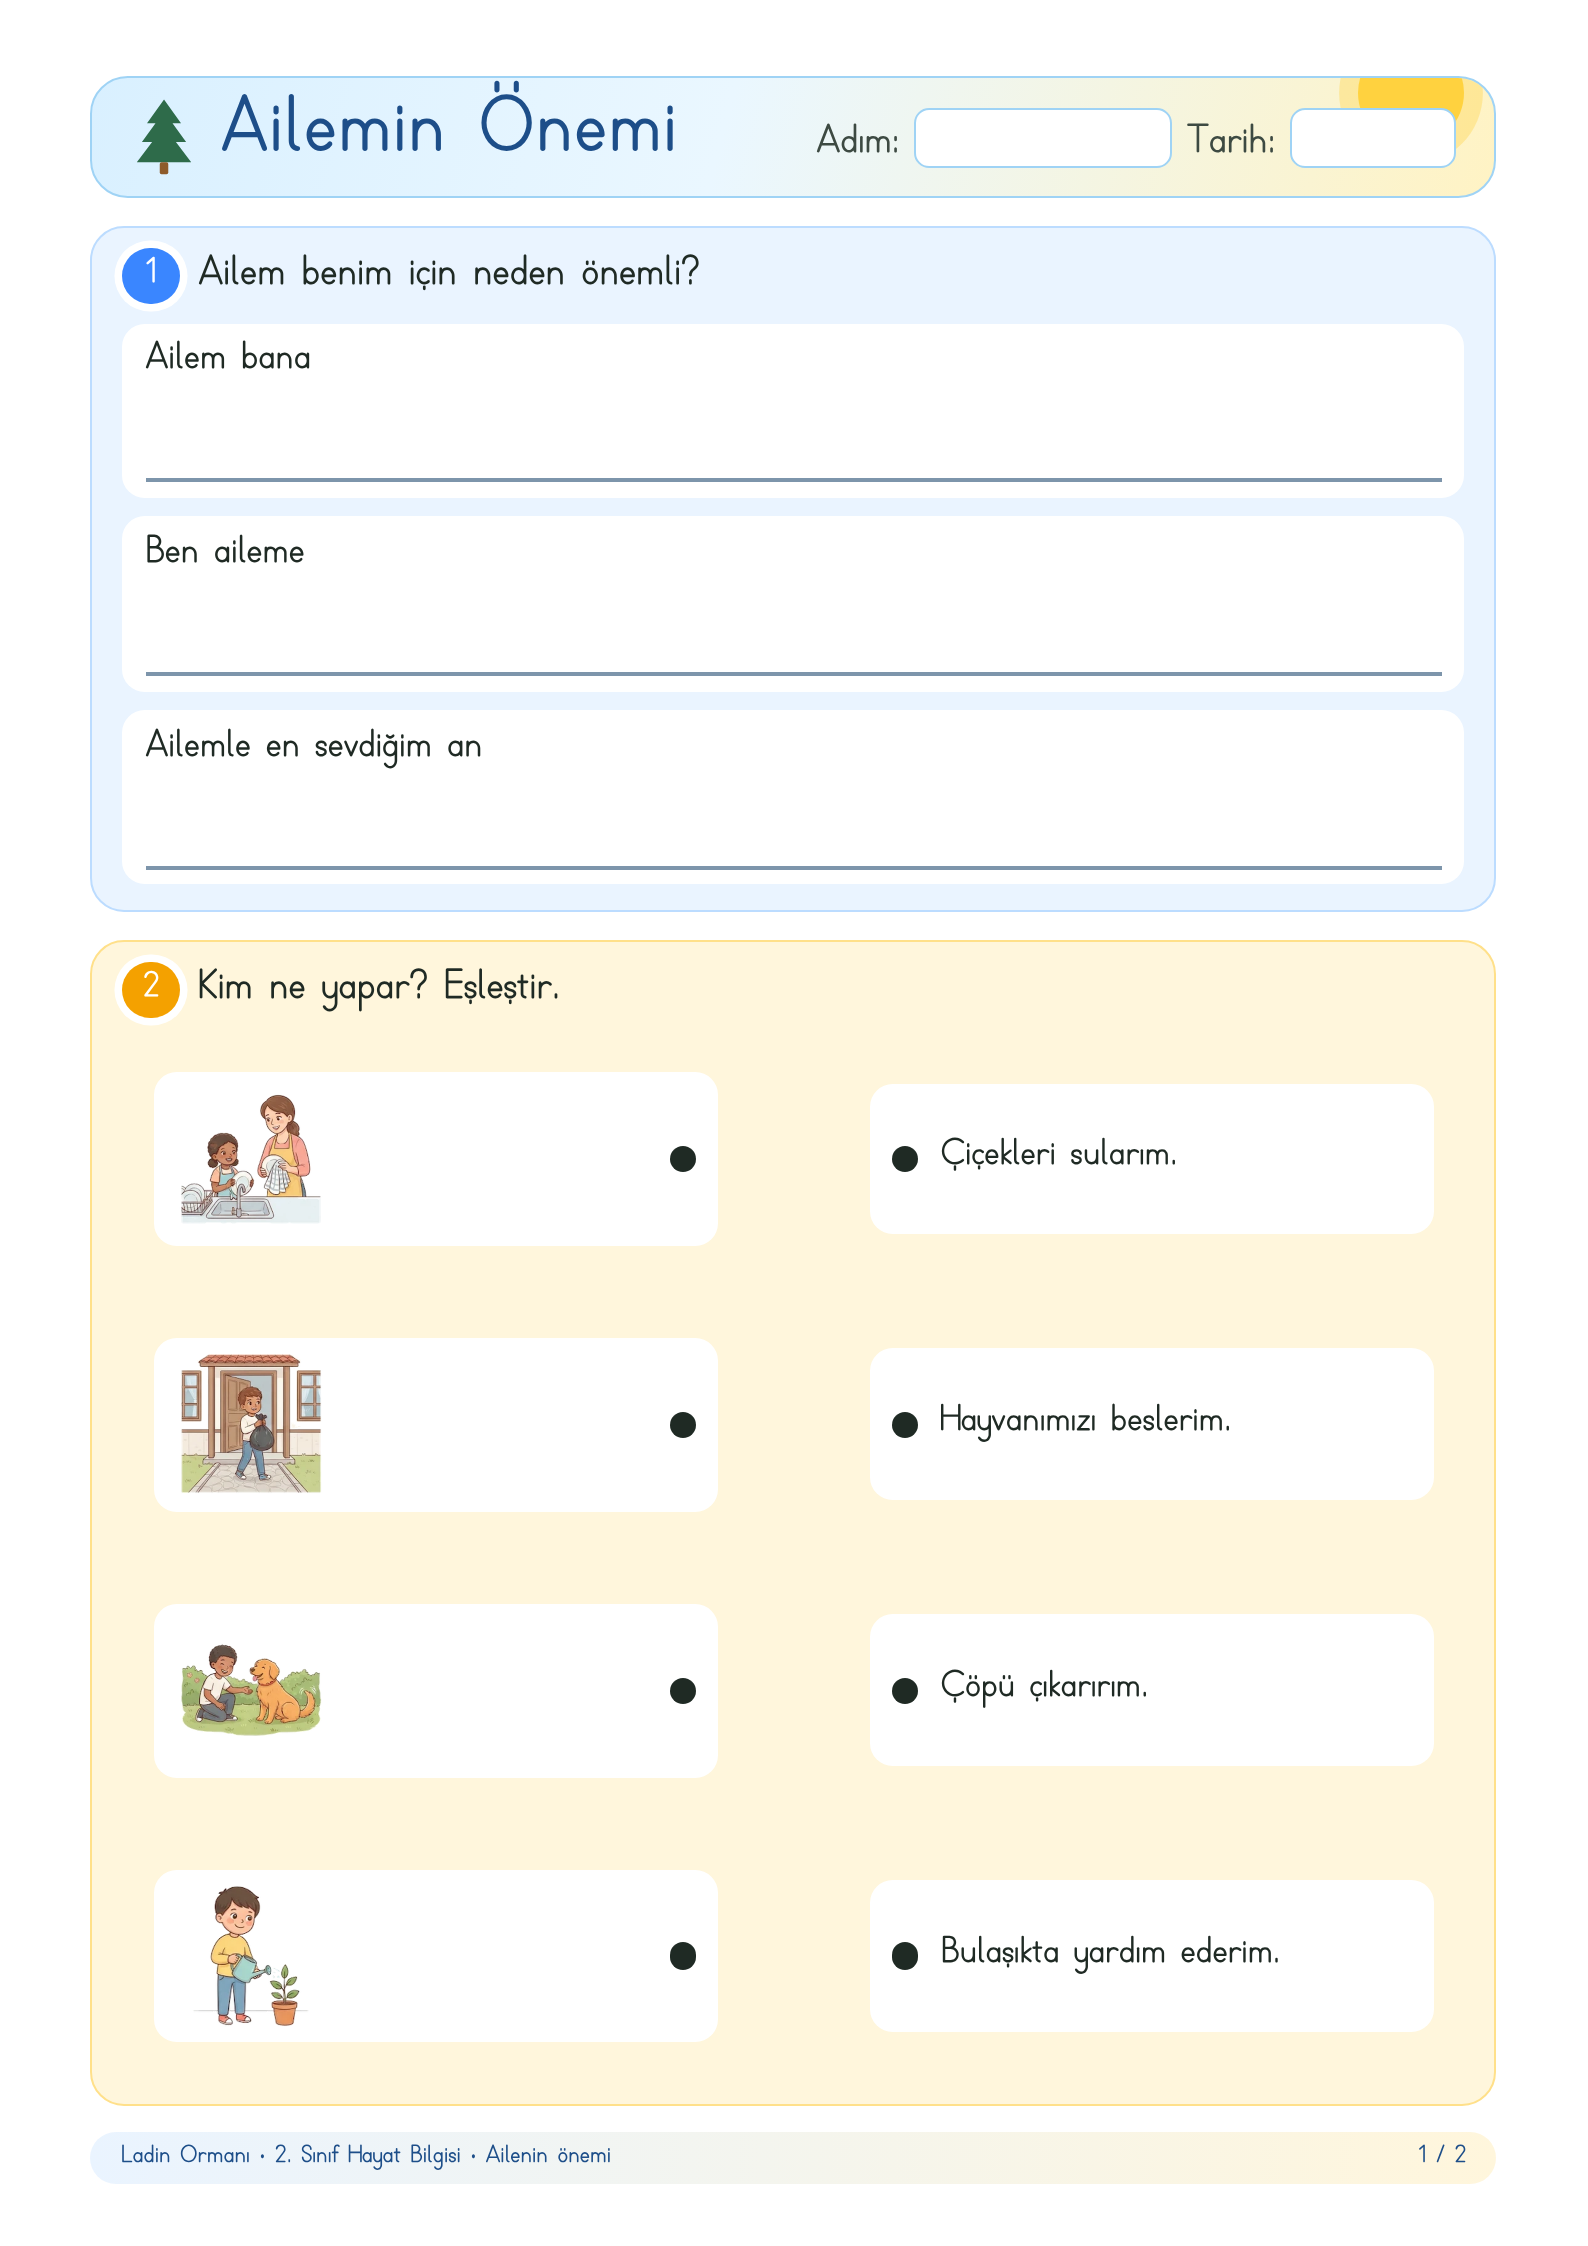 Ailemin Önemi
Adım:
Tarih:
1
Ailem benim için neden önemli?
Ailem bana
Ben aileme
Ailemle en sevdiğim an
2
Kim ne yapar? Eşleştir.
Çiçekleri sularım.
Hayvanımızı beslerim.
Çöpü çıkarırım.
Bulaşıkta yardım ederim.
Ladin Ormanı • 2. Sınıf Hayat Bilgisi • Ailenin önemi
1 / 2